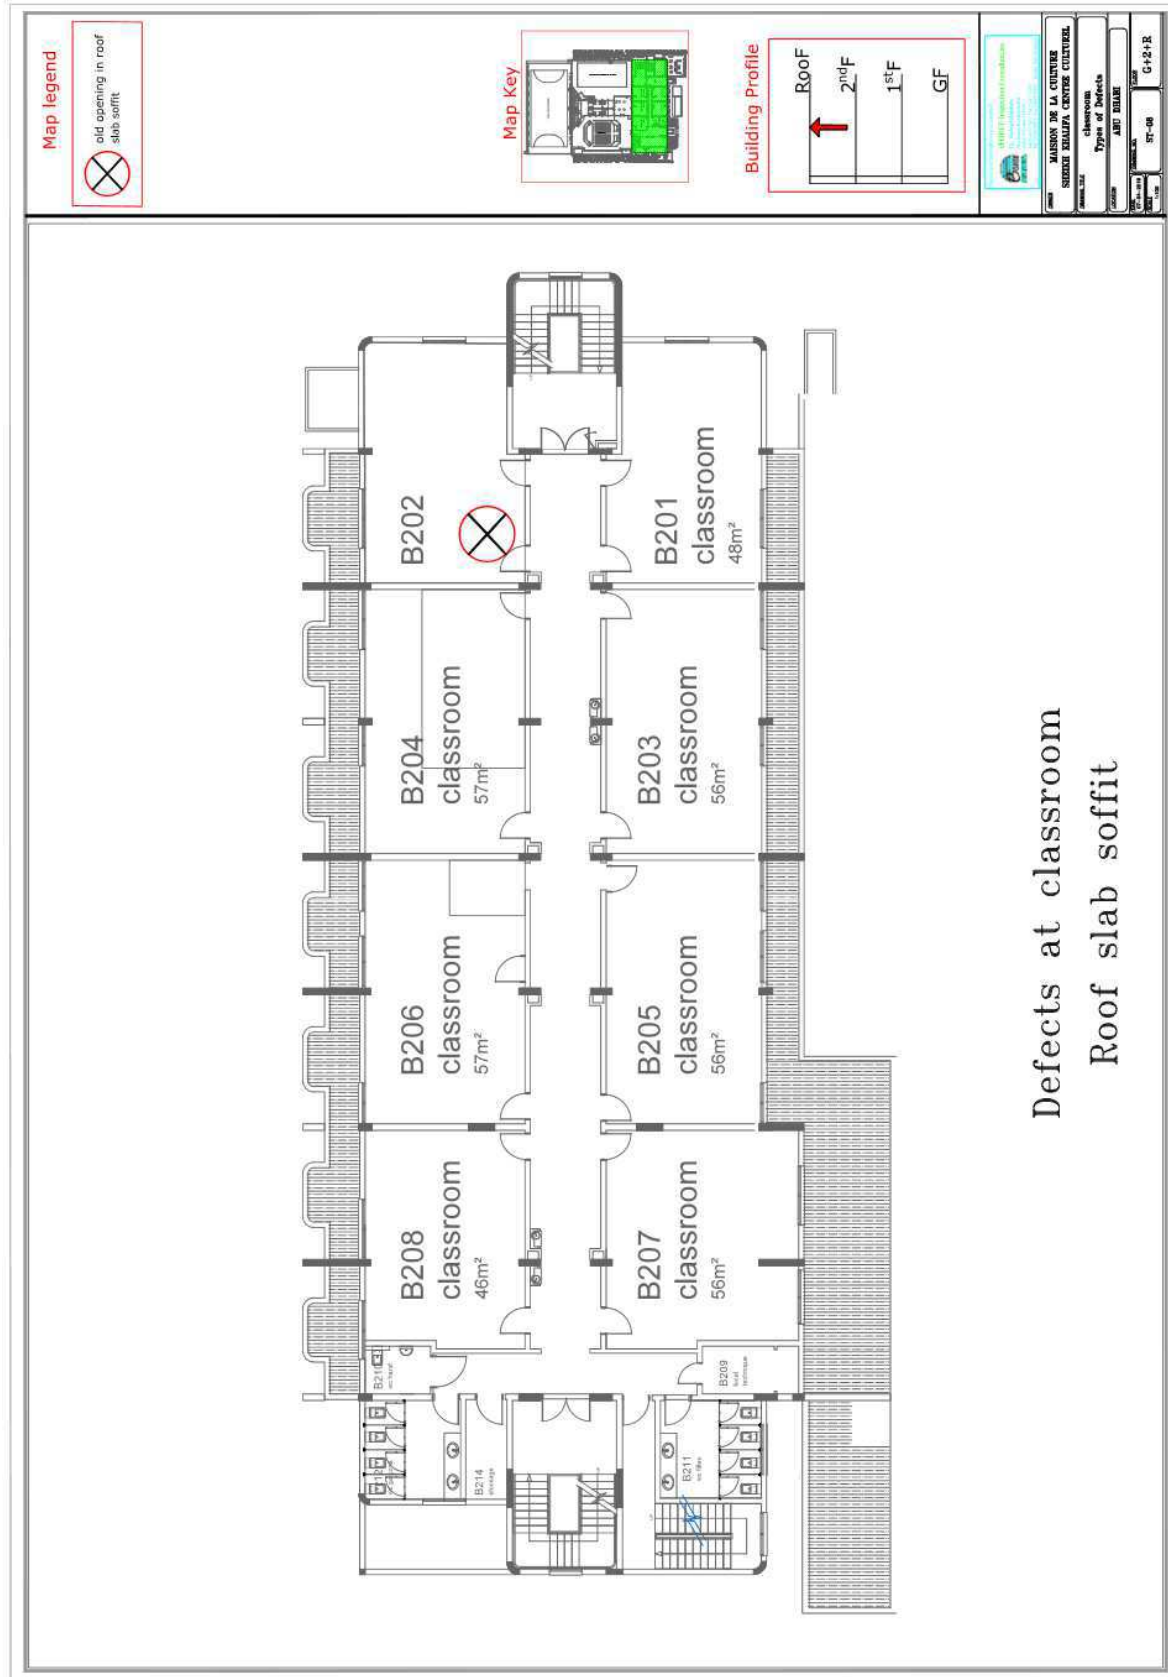 Map legend
old opening in roof
slab soffit
Map Key
Building Profile
RooF
2ndF
1stF
GF
MAISION DE LA CULTURE
SHEIKH KHALIFA CENTRE CULTUREL
classroom
Types of Defects
ABU DHABI
ST-08
G+2+R
B202
B201
classroom
48m²
B204
classroom
57m²
B203
classroom
56m²
B206
classroom
57m²
B205
classroom
56m²
B208
classroom
46m²
B207
classroom
56m²
B209
local
technique
B214
B211
Defects at classroom
Roof slab soffit